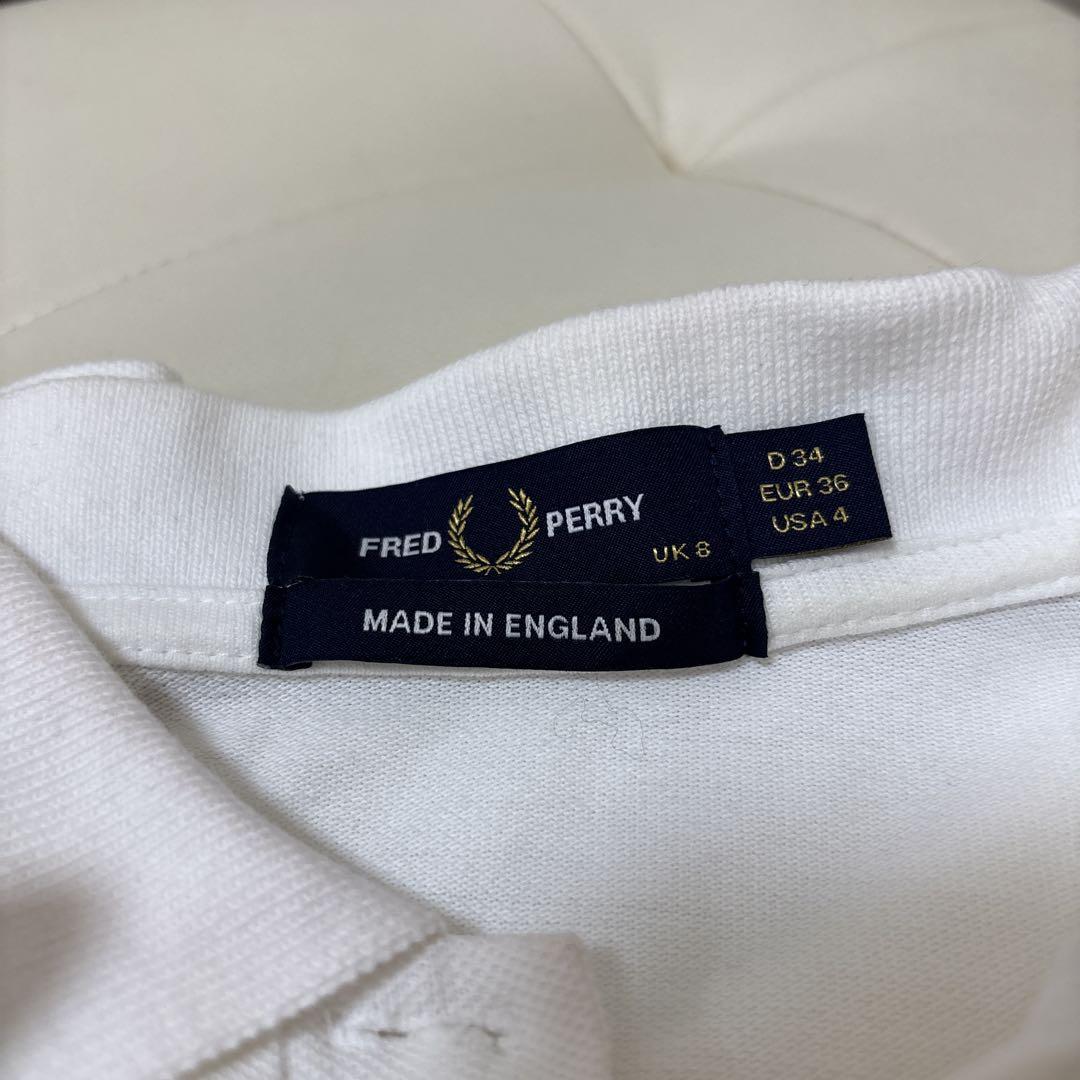 FRED PERRY
UK 8
D 34
EUR 36
USA 4
MADE IN ENGLAND